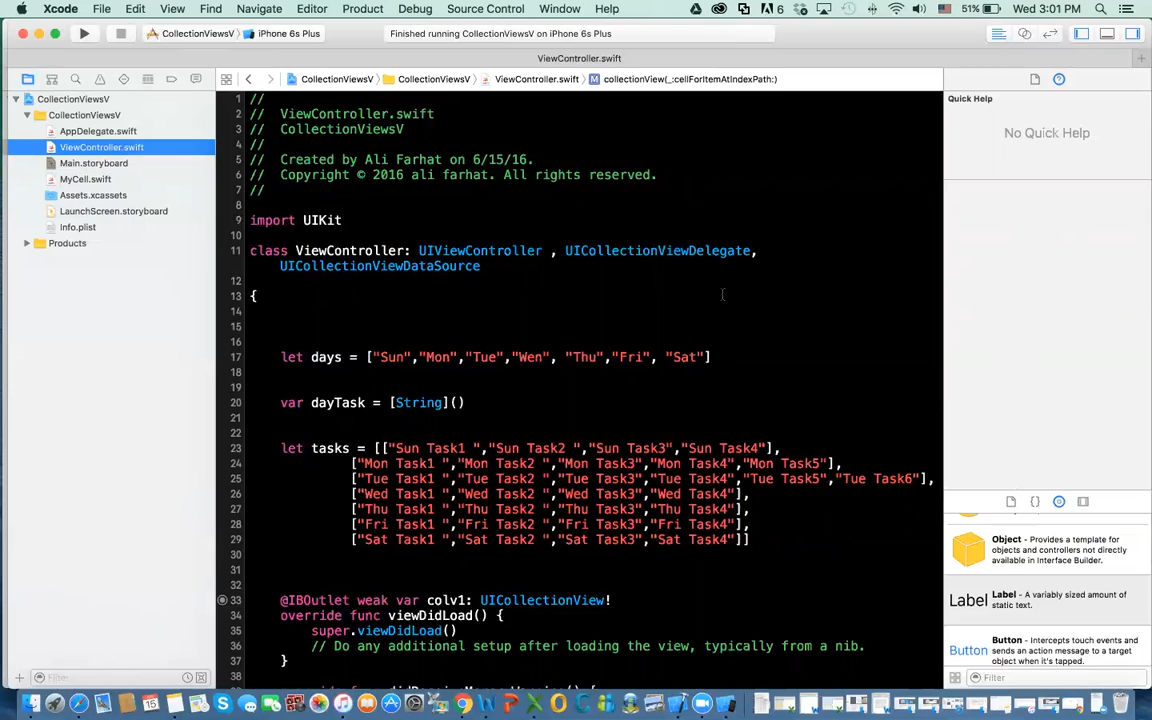 Xcode File Edit View Find Navigate Editor Product Debug Source Control Window Help 6 51% Wed 3:01 PM
CollectionViewsV iPhone 6s Plus Finished running CollectionViewsV on iPhone 6s Plus
ViewController.swift
CollectionViewsV CollectionViewsV ViewController.swift M collectionView(_:cellForItemAtIndexPath:)
CollectionViewsV
CollectionViewsV
AppDelegate.swift
ViewController.swift
Main.storyboard
MyCell.swift
Assets.xcassets
LaunchScreen.storyboard
Info.plist
Products
Filter
1 //
2 // ViewController.swift
3 // CollectionViewsV
4 //
5 // Created by Ali Farhat on 6/15/16.
6 // Copyright © 2016 ali farhat. All rights reserved.
7 //
8
9 import UIKit
10
11 class ViewController: UIViewController , UICollectionViewDelegate,
UICollectionViewDataSource
12
13 {
14
15
16
17 let days = ["Sun","Mon","Tue","Wen", "Thu","Fri", "Sat"]
18
19
20 var dayTask = [String]()
21
22
23 let tasks = [["Sun Task1 ","Sun Task2 ","Sun Task3","Sun Task4"],
24 ["Mon Task1 ","Mon Task2 ","Mon Task3","Mon Task4","Mon Task5"],
25 ["Tue Task1 ","Tue Task2 ","Tue Task3","Tue Task4","Tue Task5","Tue Task6"],
26 ["Wed Task1 ","Wed Task2 ","Wed Task3","Wed Task4"],
27 ["Thu Task1 ","Thu Task2 ","Thu Task3","Thu Task4"],
28 ["Fri Task1 ","Fri Task2 ","Fri Task3","Fri Task4"],
29 ["Sat Task1 ","Sat Task2 ","Sat Task3","Sat Task4"]]
30
31
32
33 @IBOutlet weak var colv1: UICollectionView!
34 override func viewDidLoad() {
35 super.viewDidLoad()
36 // Do any additional setup after loading the view, typically from a nib.
37 }
Quick Help
No Quick Help
Object - Provides a template for
objects and controllers not directly
available in Interface Builder.
Label Label - A variably sized amount of
static text.
Button Button - Intercepts touch events and
sends an action message to a
target object when it's tapped.
Filter